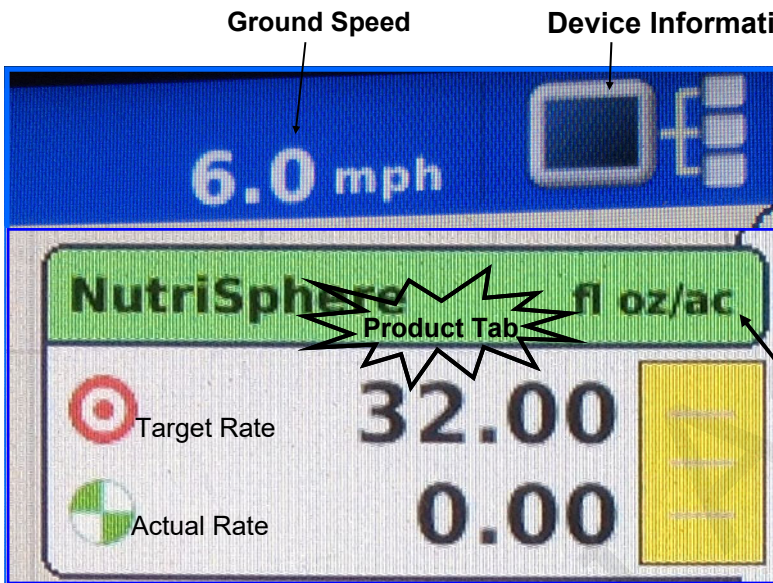 Ground Speed
Device Informati
6.0 mph
NutriSphere fl oz/ac
Product Tab
Target Rate 32.00
Actual Rate 0.00